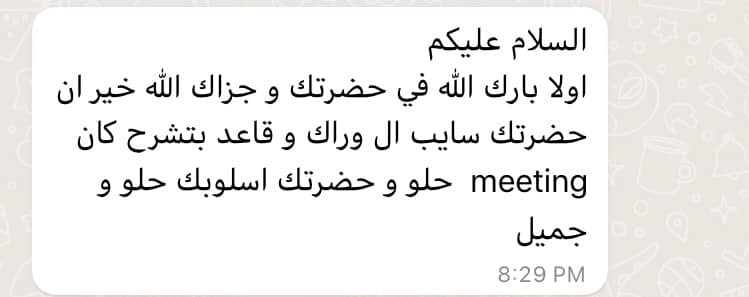 السلام عليكم
اولا بارك الله في حضرتك و جزاك الله خير ان
حضرتك سايب ال وراك و قاعد بتشرح كان
meeting حلو و حضرتك اسلوبك حلو و
جميل
8:29 PM